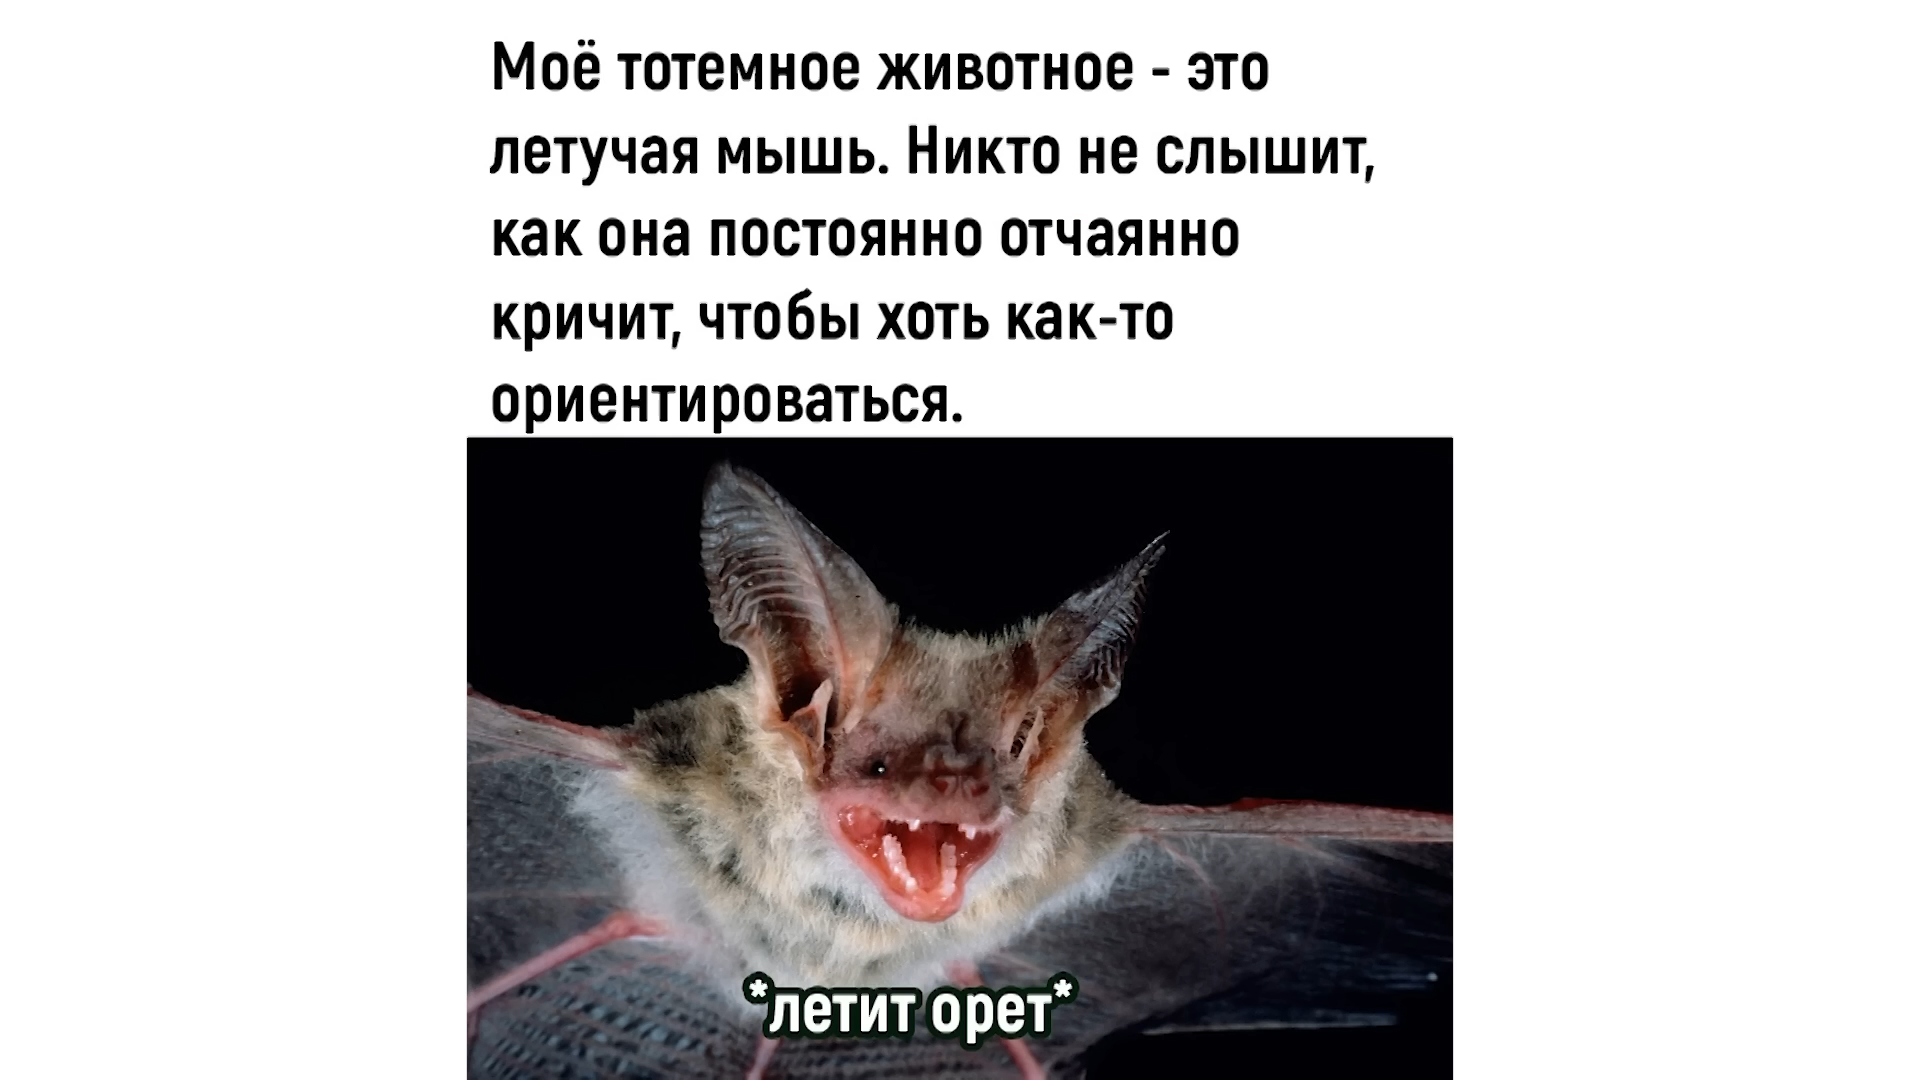 Моё тотемное животное - это
летучая мышь. Никто не слышит,
как она постоянно отчаянно
кричит, чтобы хоть как-то
ориентироваться.
*летит орет*